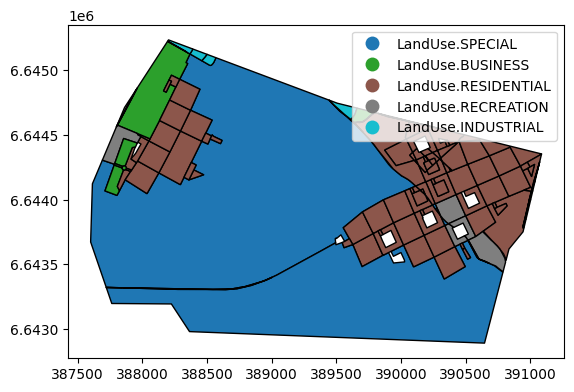 1e6
LandUse.SPECIAL
LandUse.BUSINESS
LandUse.RESIDENTIAL
LandUse.RECREATION
LandUse.INDUSTRIAL
6.6450
6.6445
6.6440
6.6435
6.6430
387500 388000 388500 389000 389500 390000 390500 391000